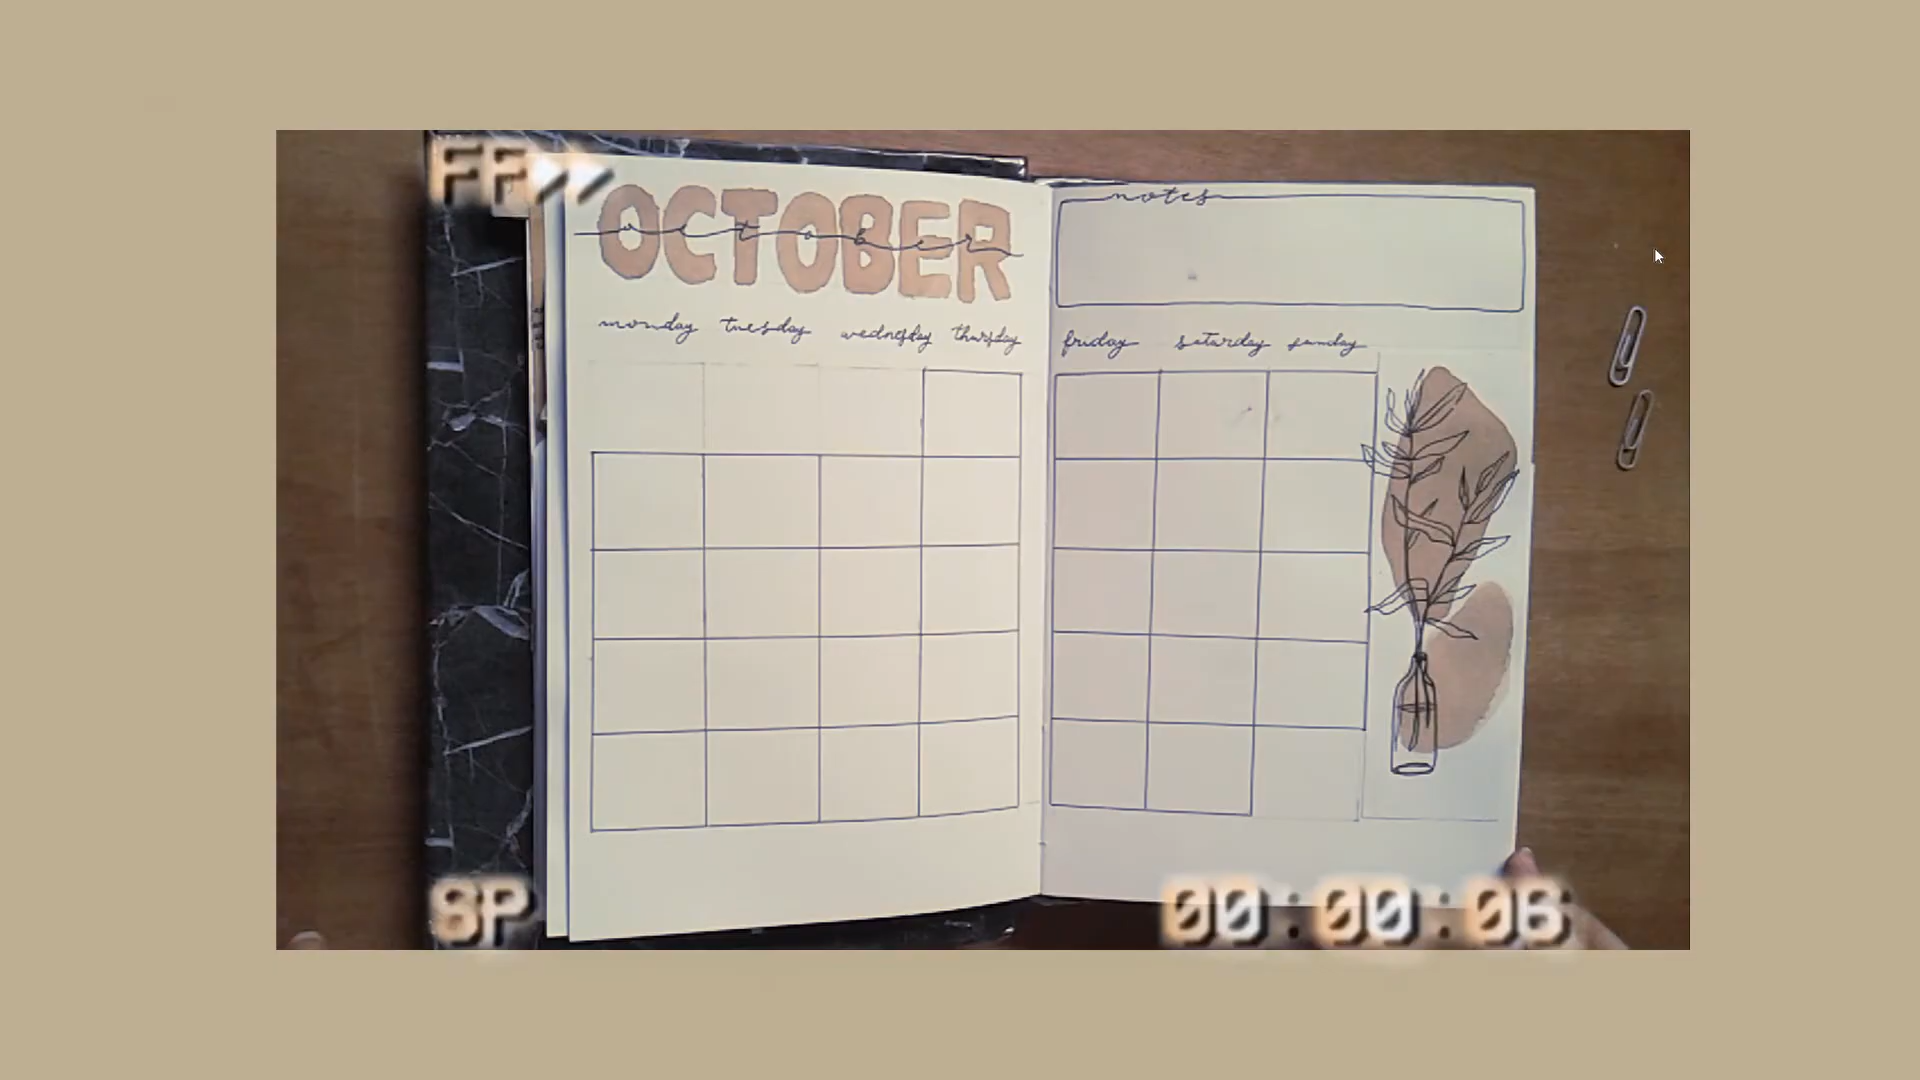 FF
OCTOBER
october
notes
monday tuesday wednesday thursday friday saturday sunday
SP
00:00:06